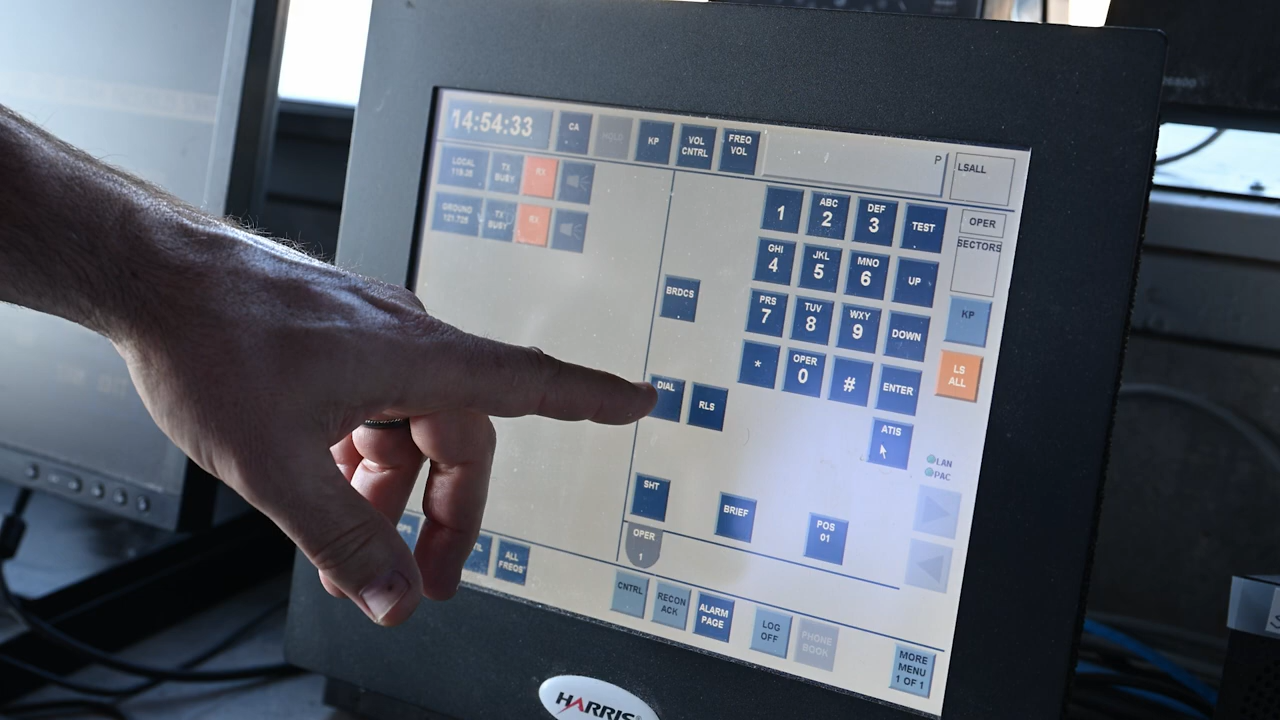 14:54:33
CA
HOLD
KP
VOL
CNTRL
FREQ
VOL
P
LSALL
LOCAL
TX
BUSY
RX
GROUND
121.725
TX
BUSY
RX
1
ABC
2
DEF
3
TEST
OPER
SECTORS
GHI
4
JKL
5
MNO
6
UP
BRDCS
PRS
7
TUV
8
WXY
9
DOWN
KP
*
OPER
0
#
ENTER
LS
ALL
DIAL
RLS
ATIS
LAN
PAC
SHT
BRIEF
POS
01
OPER
1
ALL
FREQS
CNTRL
RECON
ACK
ALARM
PAGE
LOG
OFF
PHONE
BOOK
MORE
MENU
1 OF 1
HARRIS